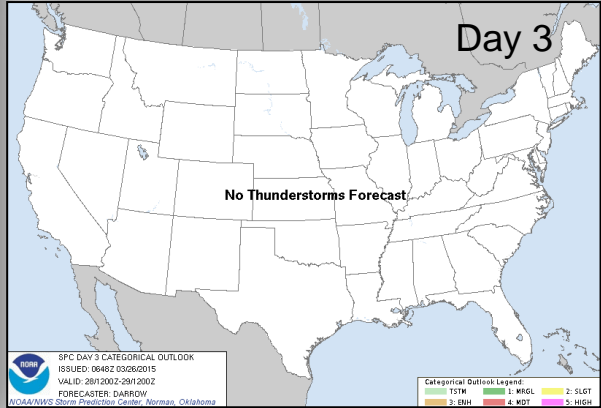 Day 3
No Thunderstorms Forecast
NOAA
SPC DAY 3 CATEGORICAL OUTLOOK
ISSUED: 0648Z 03/26/2015
VALID: 28/1200Z-29/1200Z
FORECASTER: DARROW
NOAA/NWS Storm Prediction Center, Norman, Oklahoma
Categorical Outlook Legend:
TSTM 1: MRGL 2: SLGT
3: ENH 4: MDT 5: HIGH